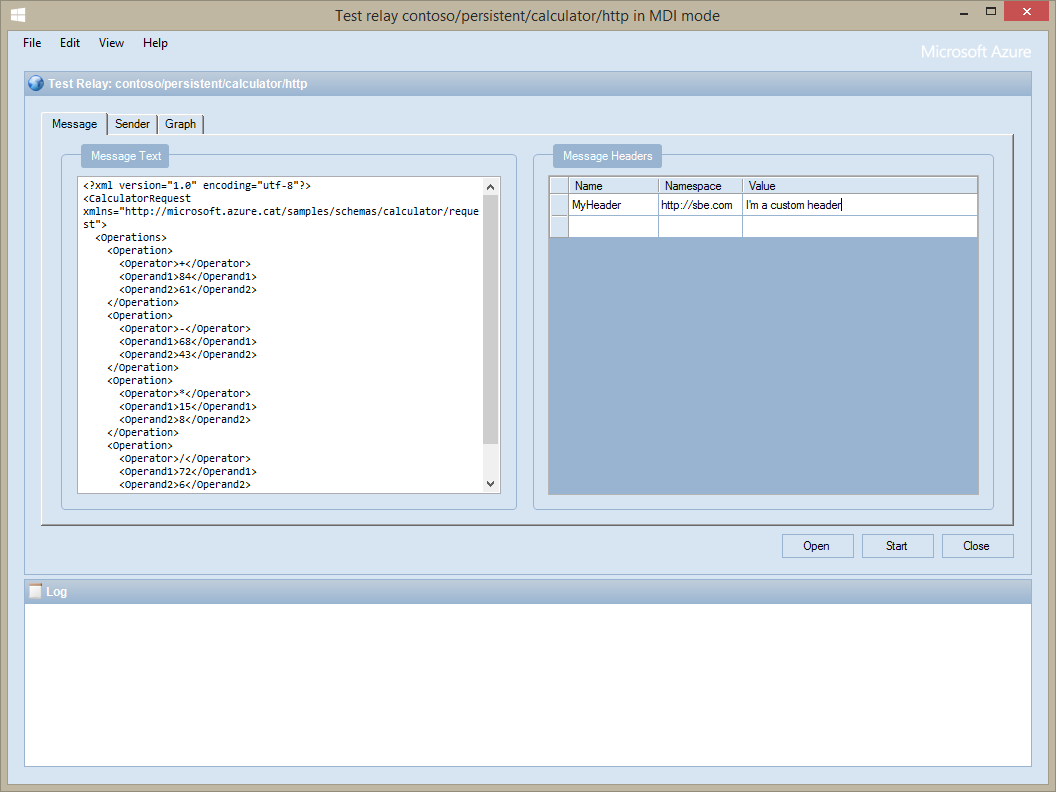 Test relay contoso/persistent/calculator/http in MDI mode
File Edit View Help
Microsoft Azure
Test Relay: contoso/persistent/calculator/http
Message Sender Graph
Message Text
<?xml version="1.0" encoding="utf-8"?>
<CalculatorRequest
xmlns="http://microsoft.azure.cat/samples/schemas/calculator/reque
st">
<Operations>
<Operation>
<Operator>+</Operator>
<Operand1>84</Operand1>
<Operand2>61</Operand2>
</Operation>
<Operation>
<Operator>-</Operator>
<Operand1>68</Operand1>
<Operand2>43</Operand2>
</Operation>
<Operation>
<Operator>*</Operator>
<Operand1>15</Operand1>
<Operand2>8</Operand2>
</Operation>
<Operation>
<Operator>/</Operator>
<Operand1>72</Operand1>
<Operand2>6</Operand2>
Message Headers
Name Namespace Value
MyHeader http://sbe.com I'm a custom header
Open Start Close
Log